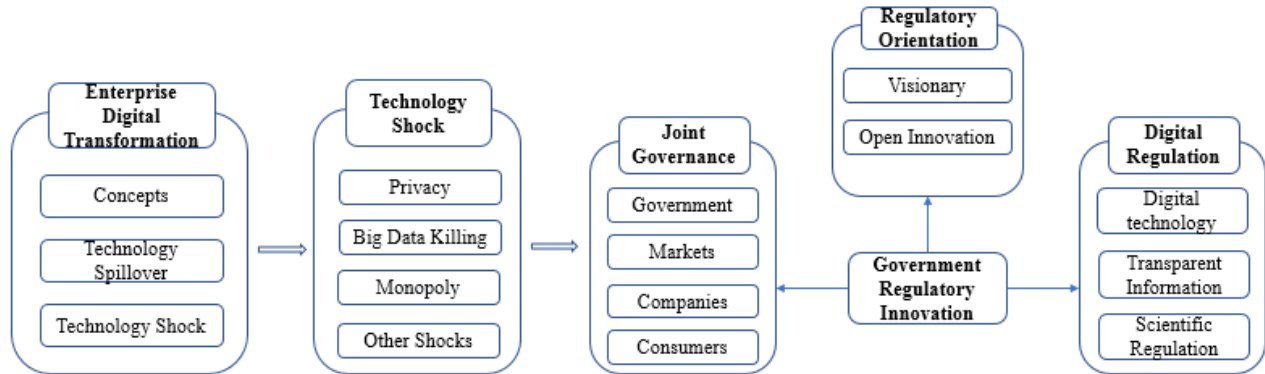 Enterprise
Digital
Transformation
Concepts
Technology
Spillover
Technology Shock
Technology
Shock
Privacy
Big Data Killing
Monopoly
Other Shocks
Joint
Governance
Government
Markets
Companies
Consumers
Regulatory
Orientation
Visionary
Open Innovation
Government
Regulatory
Innovation
Digital
Regulation
Digital
technology
Transparent
Information
Scientific
Regulation